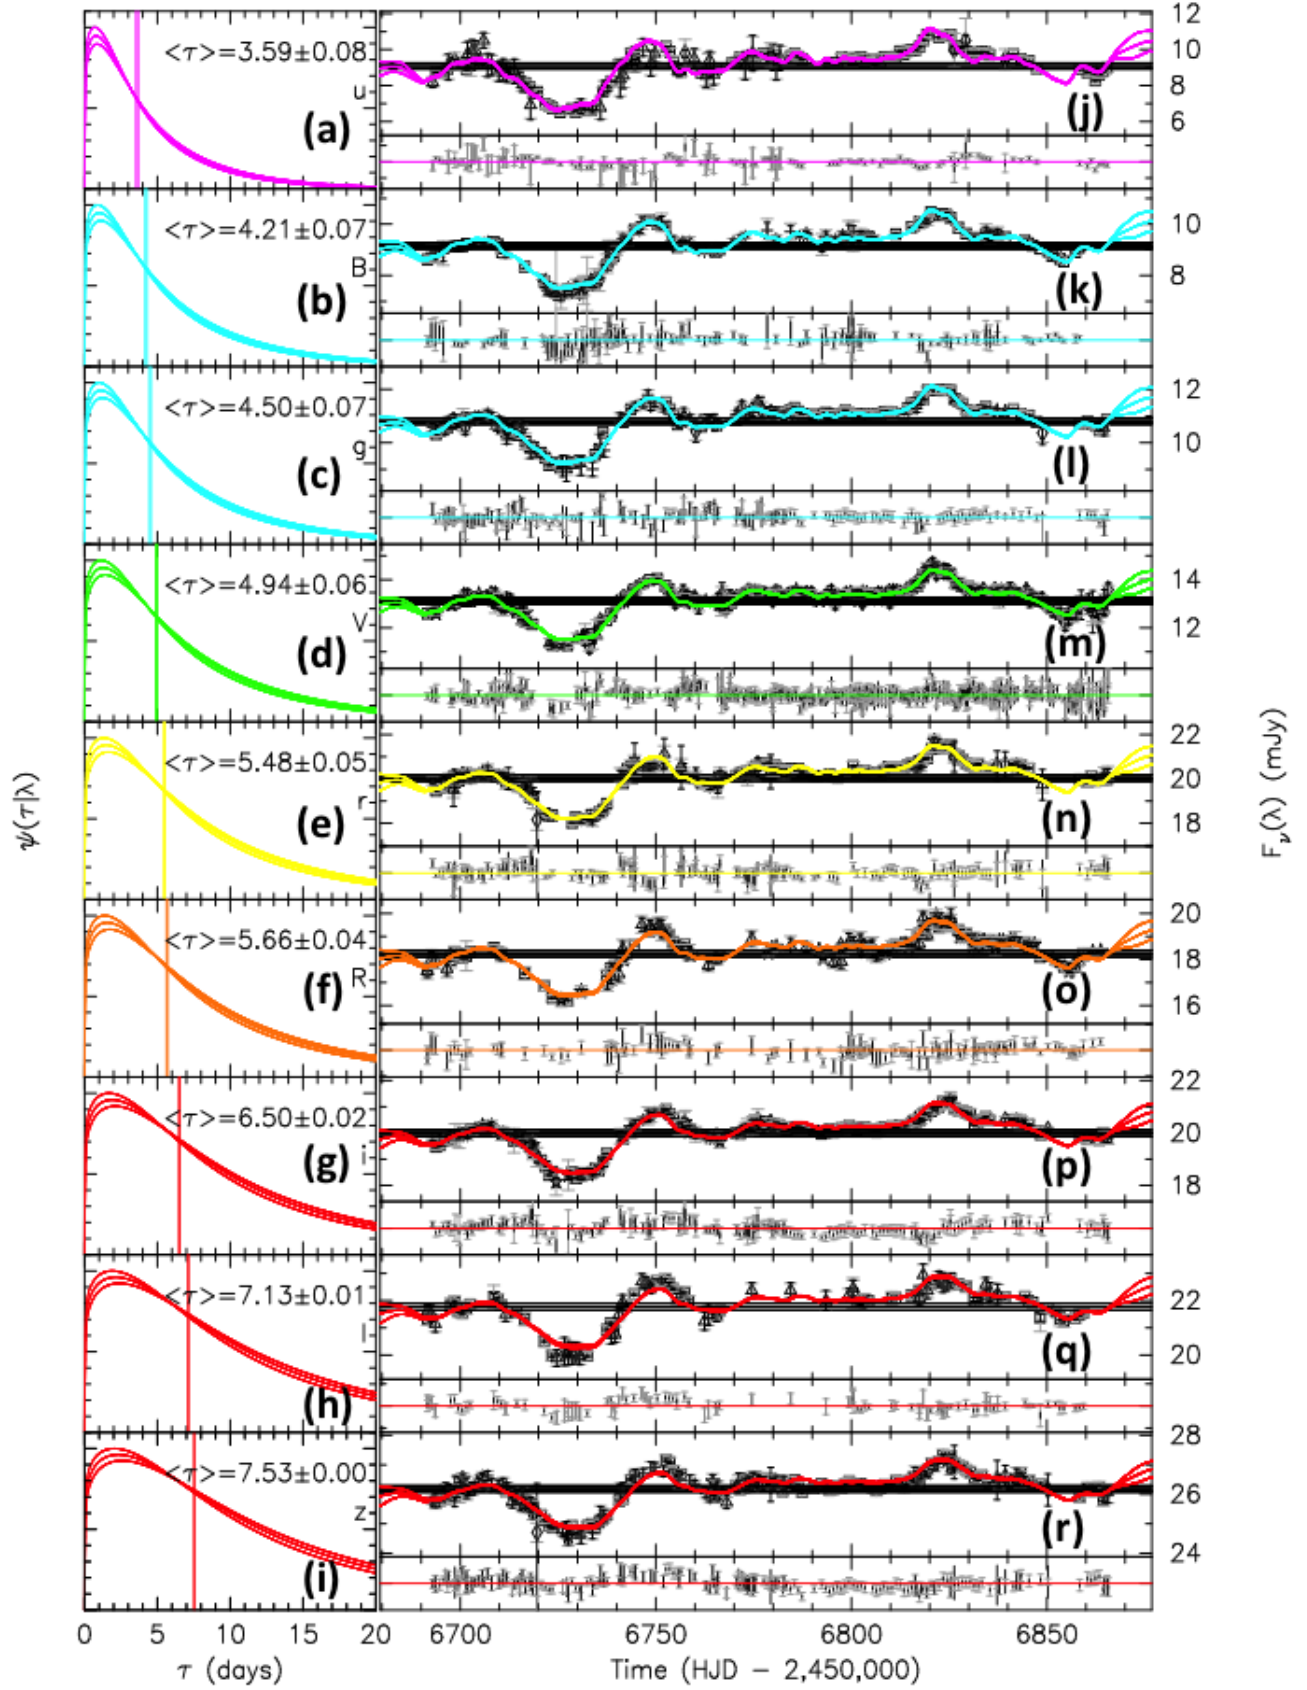 <τ>=3.59±0.08
u
(a)
(j)
12
10
8
6
<τ>=4.21±0.07
B
(b)
(k)
10
8
<τ>=4.50±0.07
g
(c)
(l)
12
10
<τ>=4.94±0.06
V
(d)
(m)
14
12
<τ>=5.48±0.05
r
(e)
(n)
22
20
18
<τ>=5.66±0.04
R
(f)
(o)
20
18
16
<τ>=6.50±0.02
i
(g)
(p)
22
20
18
<τ>=7.13±0.01
I
(h)
(q)
22
20
<τ>=7.53±0.00
z
(i)
(r)
28
26
24
ψ(τ|λ)
F_ν(λ) (mJy)
0 5 10 15 20 6700 6750 6800 6850
τ (days) Time (HJD − 2,450,000)